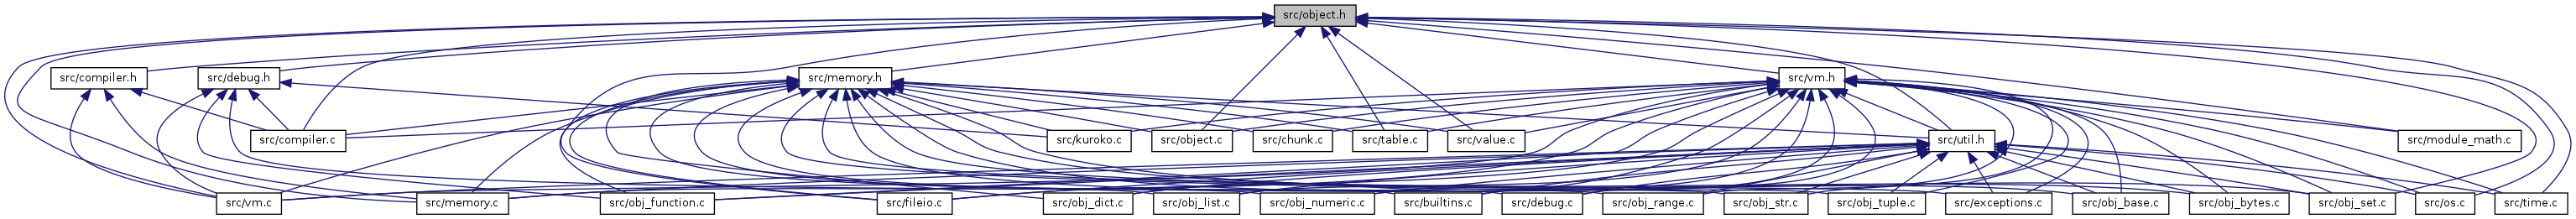 src/object.h
src/compiler.h
src/debug.h
src/memory.h
src/vm.h
src/compiler.c
src/kuroko.c
src/object.c
src/chunk.c
src/table.c
src/value.c
src/util.h
src/module_math.c
src/vm.c
src/memory.c
src/obj_function.c
src/fileio.c
src/obj_dict.c
src/obj_list.c
src/obj_numeric.c
src/builtins.c
src/debug.c
src/obj_range.c
src/obj_str.c
src/obj_tuple.c
src/exceptions.c
src/obj_base.c
src/obj_bytes.c
src/obj_set.c
src/os.c
src/time.c